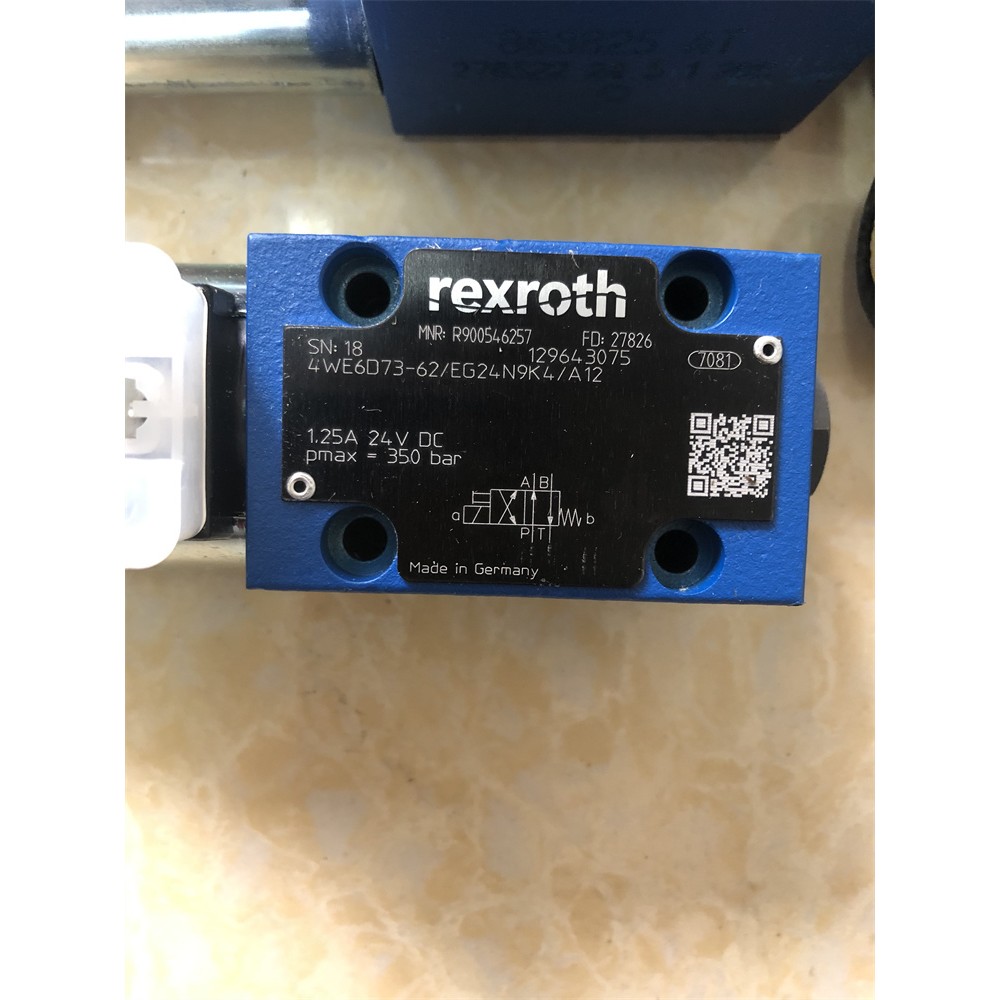 rexroth
MNR: R900546257 FD: 27826
SN: 18 129643075
4WE6D73-62/EG24N9K4/A12
7081
1.25A 24V DC
pmax = 350 bar
A B
a b
P T
Made in Germany